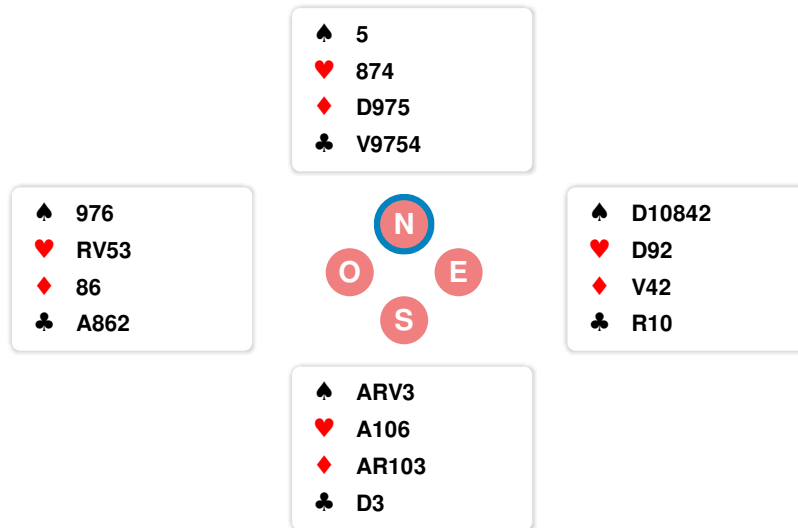 ♠ 5
♥ 874
♦ D975
♣ V9754
♠ 976
♥ RV53
♦ 86
♣ A862
N
O E
S
♠ D10842
♥ D92
♦ V42
♣ R10
♠ ARV3
♥ A106
♦ AR103
♣ D3